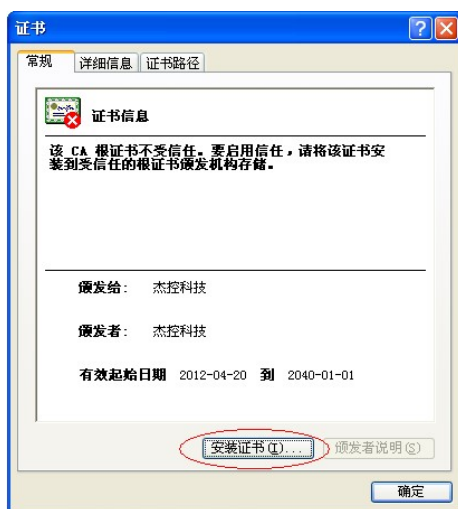 证书
常规 详细信息 证书路径
证书信息
该 CA 根证书不受信任。要启用信任，请将该证书安
装到受信任的根证书颁发机构存储。
颁发给： 杰控科技
颁发者： 杰控科技
有效起始日期 2012-04-20 到 2040-01-01
安装证书(I)... 颁发者说明(S)
确定